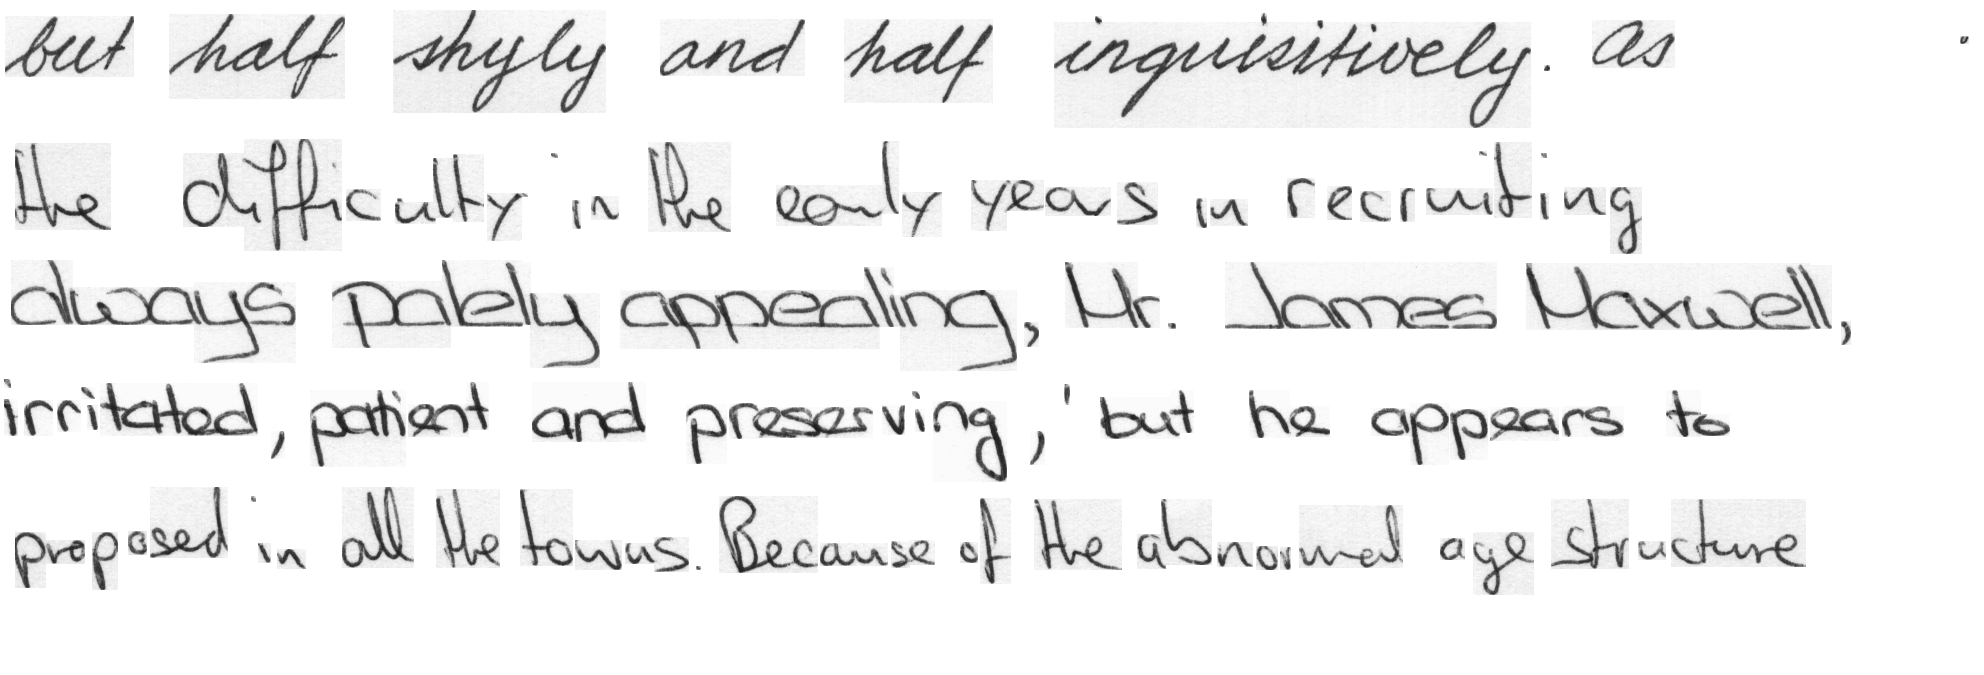 but half shyly and half inquisitively. As
the difficulty in the early years in recruiting
always palely appealing, Mr. James Maxwell,
irritated, patient and preserving,' but he appears to
proposed in all the towns. Because of the abnormal age structure